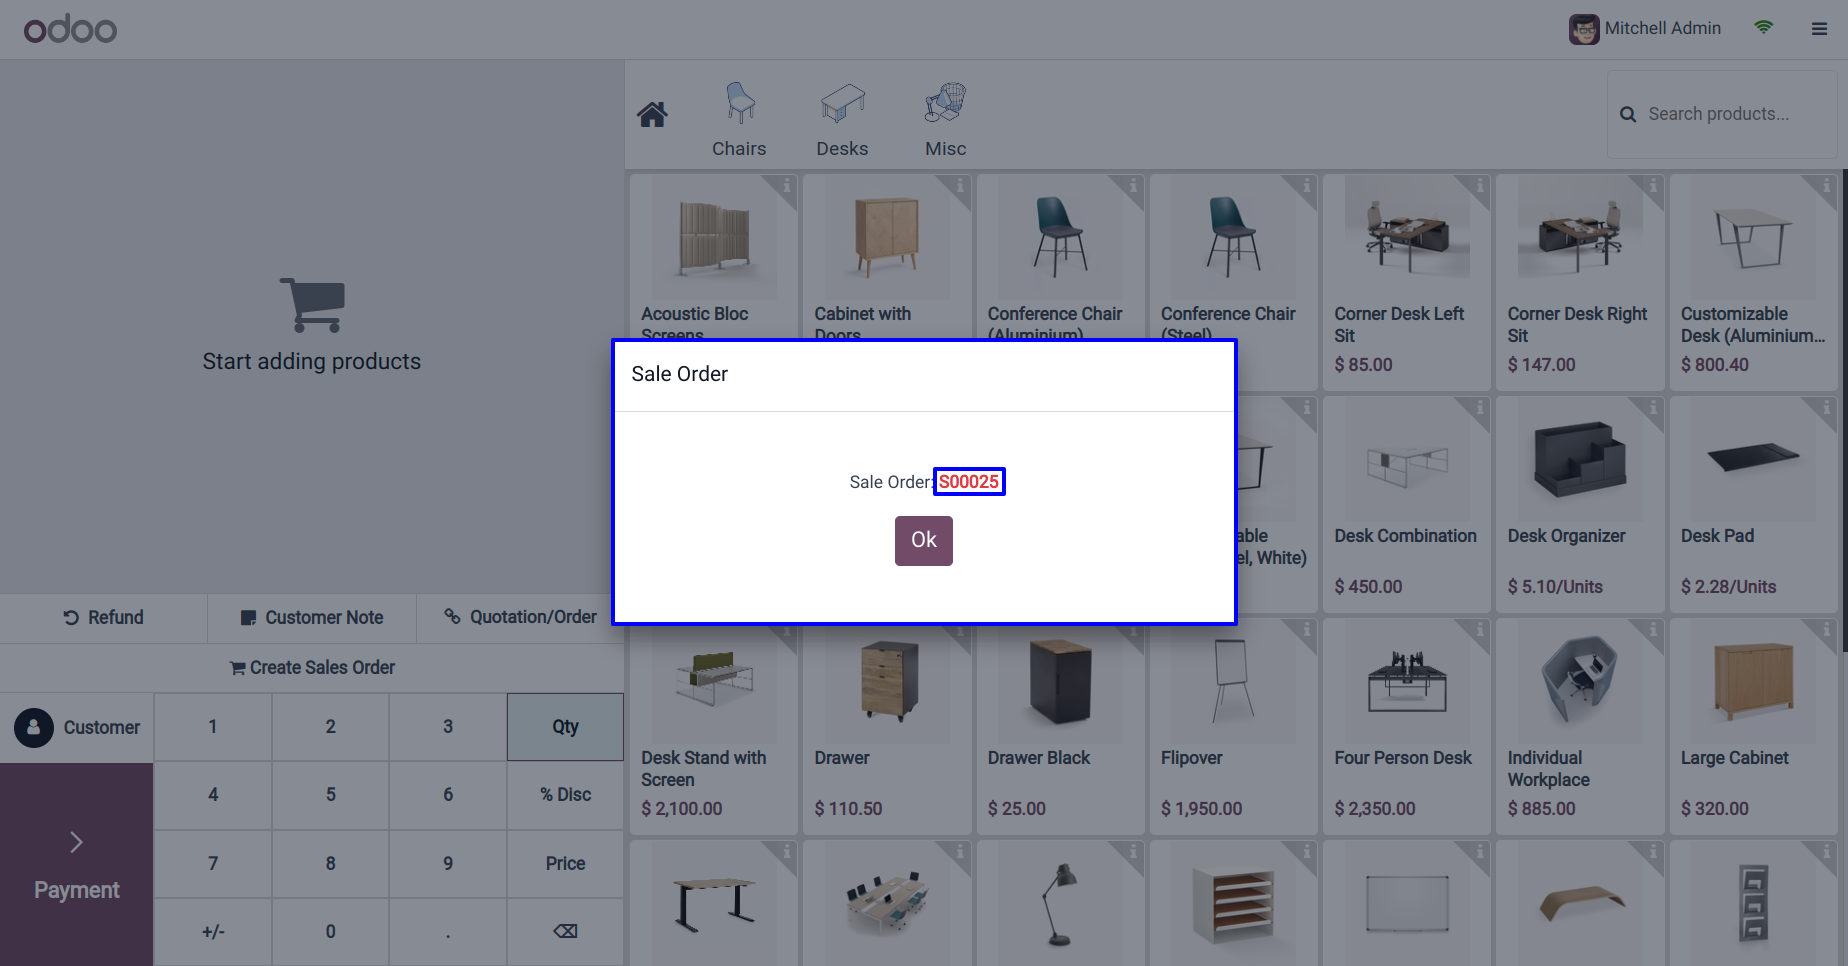 odoo
Mitchell Admin
Chairs
Desks
Misc
Search products...
Start adding products
Acoustic Bloc
Screens
Cabinet with
Doors
Conference Chair
(Aluminium)
Conference Chair
(Steel)
Corner Desk Left
Sit
$ 85.00
Corner Desk Right
Sit
$ 147.00
Customizable
Desk (Aluminium...
$ 800.40
Sale Order
Sale Order: S00025
Ok
able
el, White)
Desk Combination
$ 450.00
Desk Organizer
$ 5.10/Units
Desk Pad
$ 2.28/Units
Refund
Customer Note
Quotation/Order
Create Sales Order
Customer
1
2
3
Qty
4
5
6
% Disc
7
8
9
Price
+/-
0
.
Payment
Desk Stand with
Screen
$ 2,100.00
Drawer
$ 110.50
Drawer Black
$ 25.00
Flipover
$ 1,950.00
Four Person Desk
$ 2,350.00
Individual
Workplace
$ 885.00
Large Cabinet
$ 320.00